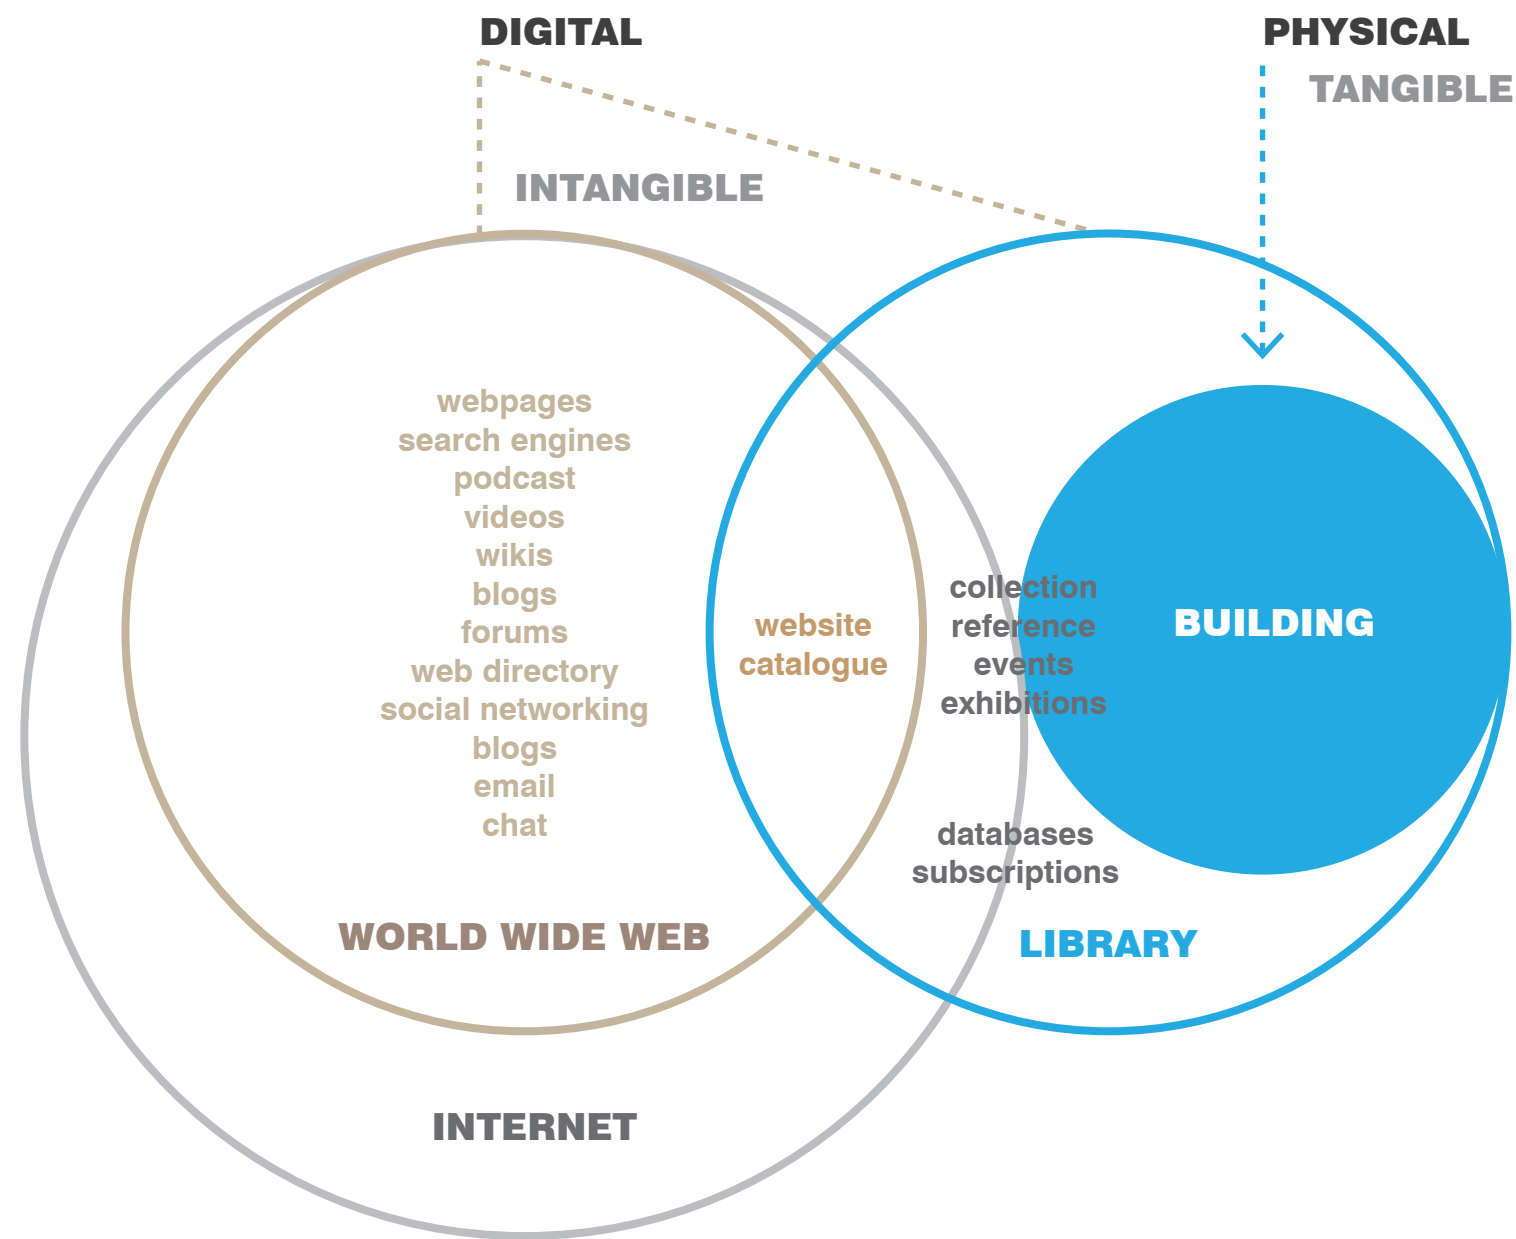 DIGITAL
PHYSICAL
TANGIBLE
INTANGIBLE
webpages
search engines
podcast
videos
wikis
blogs
forums
web directory
social networking
blogs
email
chat
WORLD WIDE WEB
INTERNET
website
catalogue
collection
reference
events
exhibitions
databases
subscriptions
LIBRARY
BUILDING